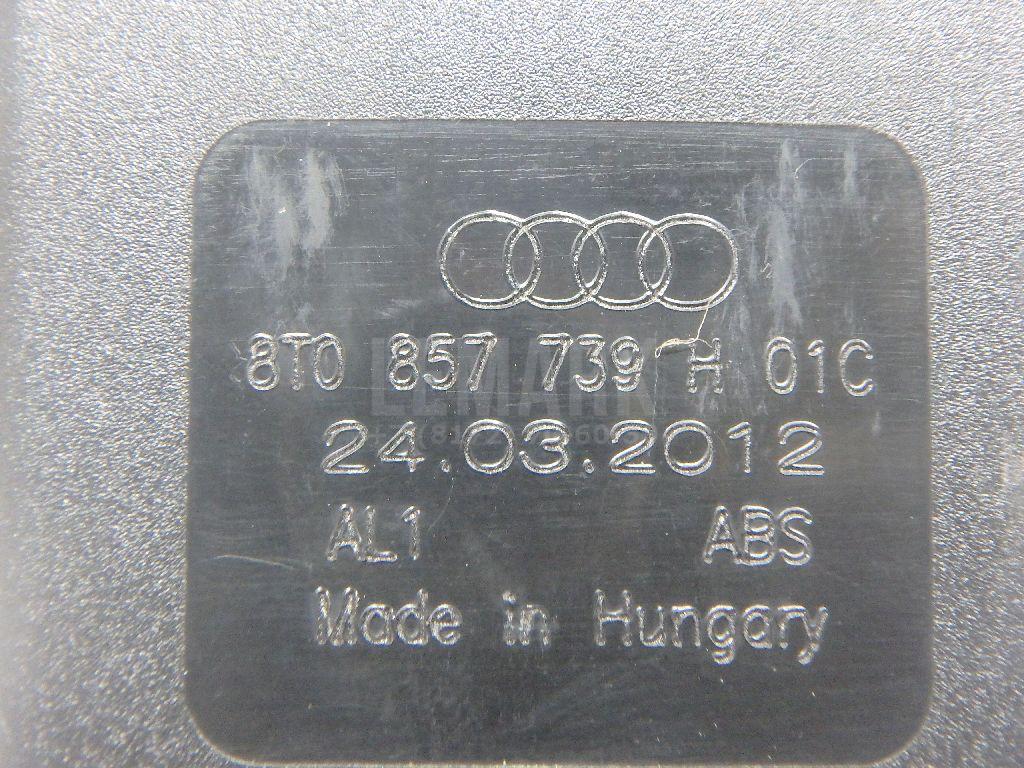 8T0 857 739 H 01C
24.03.2012
AL1 ABS
Made in Hungary